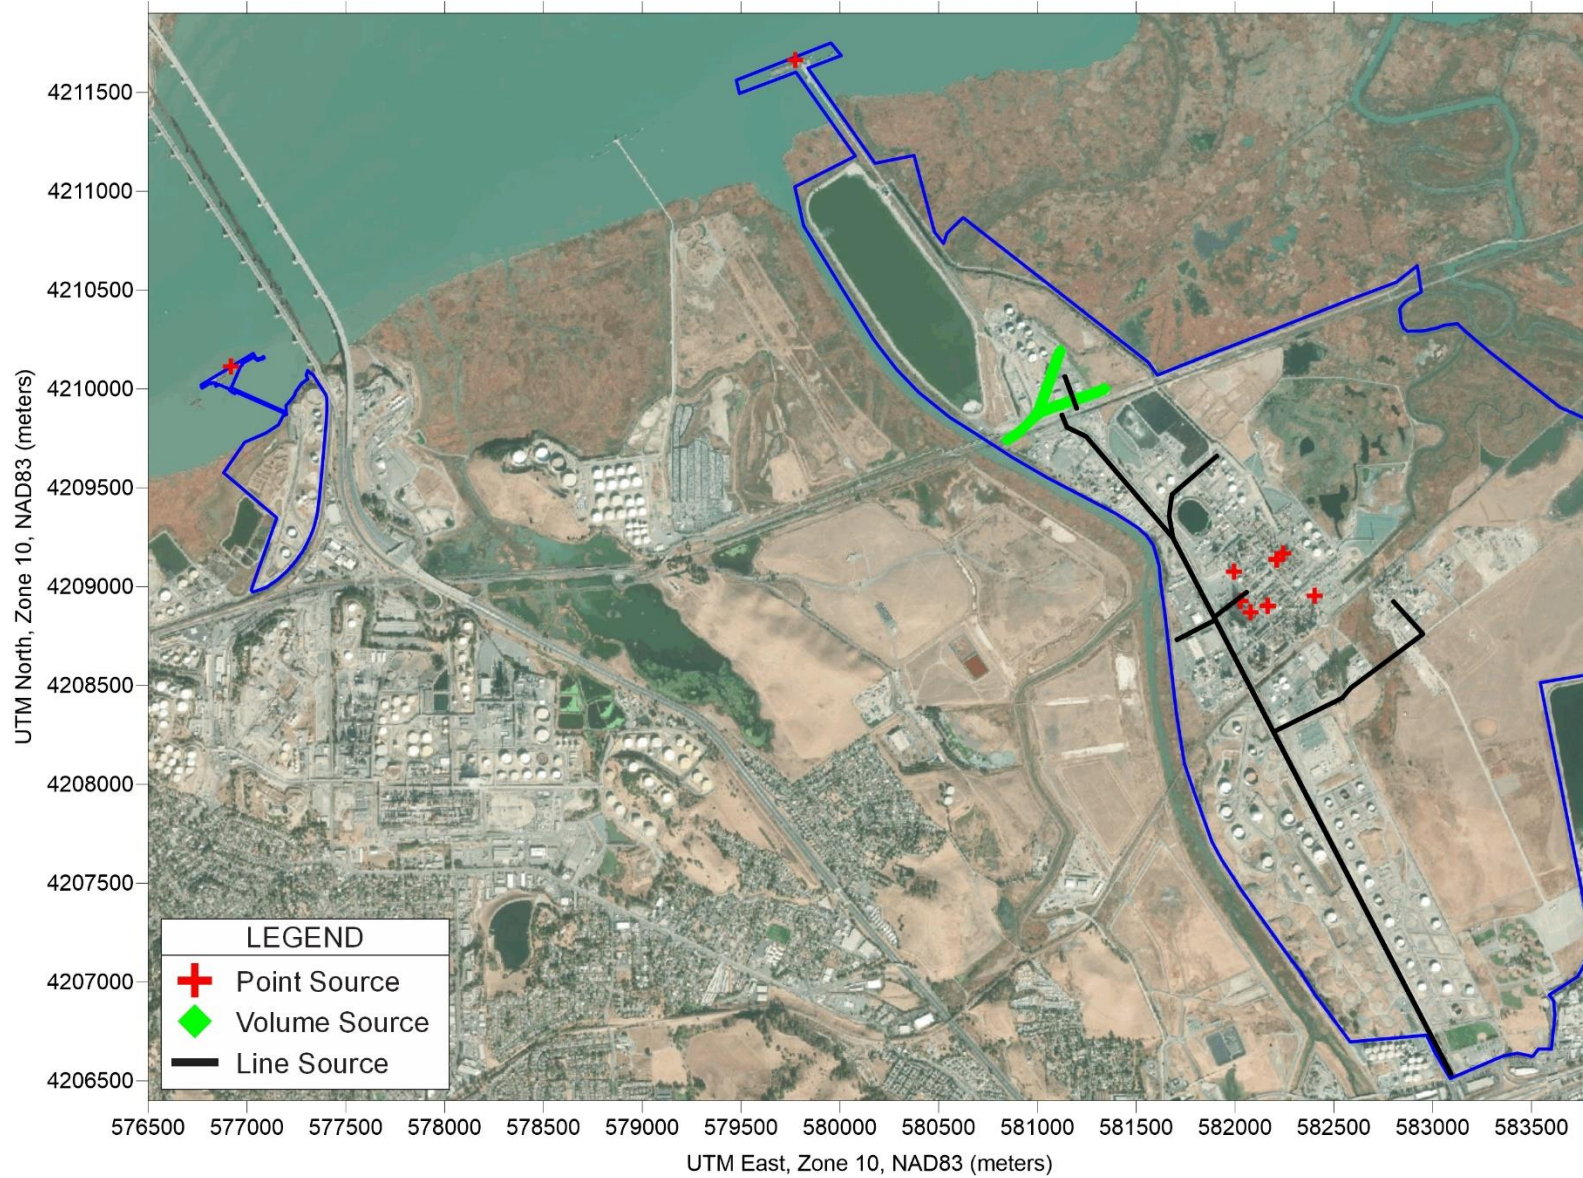 4211500
4211000
4210500
4210000
4209500
4209000
4208500
4208000
4207500
4207000
4206500
UTM North, Zone 10, NAD83 (meters)
LEGEND
Point Source
Volume Source
Line Source
576500 577000 577500 578000 578500 579000 579500 580000 580500 581000 581500 582000 582500 583000 583500
UTM East, Zone 10, NAD83 (meters)